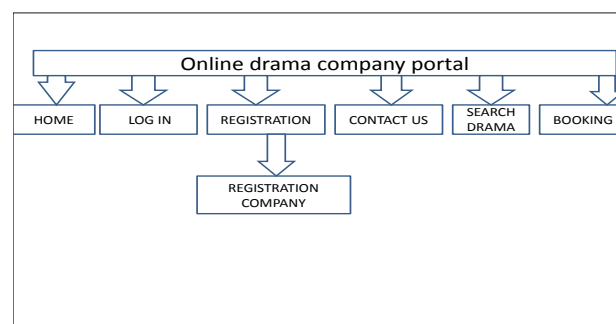 Online drama company portal
HOME
LOG IN
REGISTRATION
CONTACT US
SEARCH
DRAMA
BOOKING
REGISTRATION
COMPANY